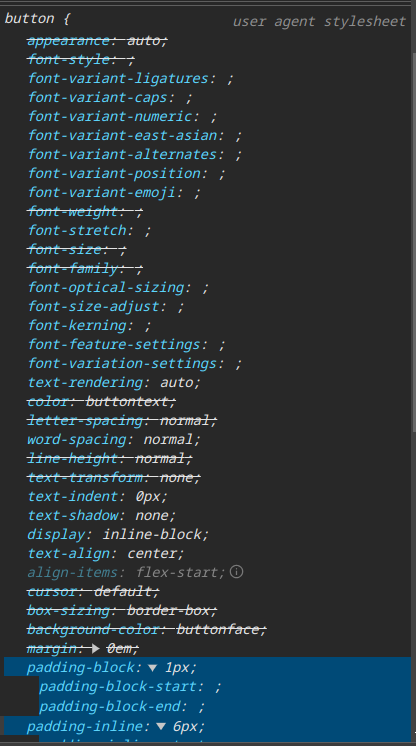 button {
user agent stylesheet
appearance: auto;
font-style: ;
font-variant-ligatures: ;
font-variant-caps: ;
font-variant-numeric: ;
font-variant-east-asian: ;
font-variant-alternates: ;
font-variant-position: ;
font-variant-emoji: ;
font-weight: ;
font-stretch: ;
font-size: ;
font-family: ;
font-optical-sizing: ;
font-size-adjust: ;
font-kerning: ;
font-feature-settings: ;
font-variation-settings: ;
text-rendering: auto;
color: buttontext;
letter-spacing: normal;
word-spacing: normal;
line-height: normal;
text-transform: none;
text-indent: 0px;
text-shadow: none;
display: inline-block;
text-align: center;
align-items: flex-start;
cursor: default;
box-sizing: border-box;
background-color: buttonface;
margin: 0em;
padding-block: 1px;
padding-block-start: ;
padding-block-end: ;
padding-inline: 6px;